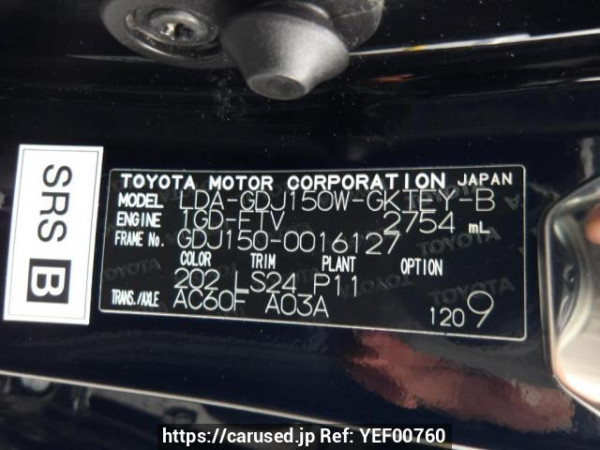 SRS B
TOYOTA MOTOR CORPORATION JAPAN
MODEL LDA-GDJ150W-GKTEY-B
ENGINE 1GD-FTV 2754 mL
FRAME No. GDJ150-0016127
COLOR TRIM PLANT OPTION
202 LS24 P11
TRANS./AXLE AC60F A03A
1209
https://carused.jp Ref: YEF00760